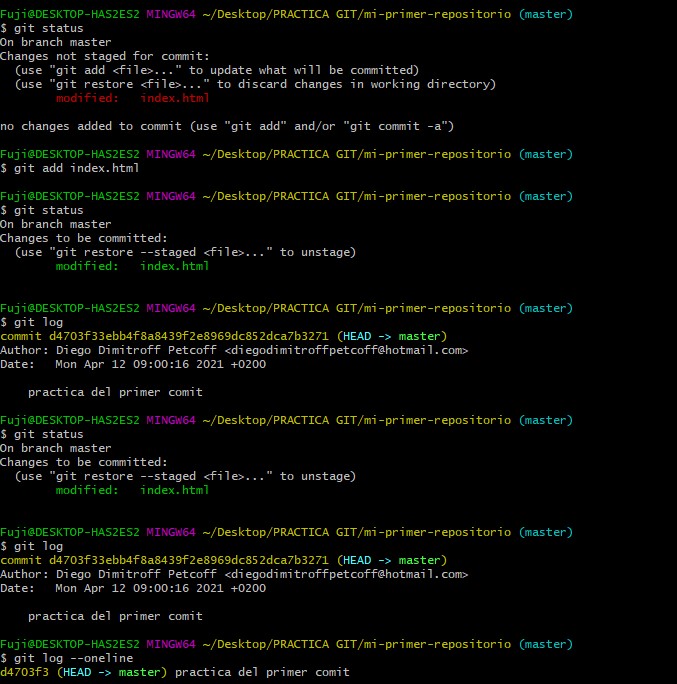 Fuji@DESKTOP-HAS2ES2 MINGW64 ~/Desktop/PRACTICA GIT/mi-primer-repositorio (master)
$ git status
On branch master
Changes not staged for commit:
  (use "git add <file>..." to update what will be committed)
  (use "git restore <file>..." to discard changes in working directory)
        modified:   index.html

no changes added to commit (use "git add" and/or "git commit -a")

Fuji@DESKTOP-HAS2ES2 MINGW64 ~/Desktop/PRACTICA GIT/mi-primer-repositorio (master)
$ git add index.html

Fuji@DESKTOP-HAS2ES2 MINGW64 ~/Desktop/PRACTICA GIT/mi-primer-repositorio (master)
$ git status
On branch master
Changes to be committed:
  (use "git restore --staged <file>..." to unstage)
        modified:   index.html


Fuji@DESKTOP-HAS2ES2 MINGW64 ~/Desktop/PRACTICA GIT/mi-primer-repositorio (master)
$ git log
commit d4703f33ebb4f8a8439f2e8969dc852dca7b3271 (HEAD -> master)
Author: Diego Dimitroff Petcoff <diegodimitroffpetcoff@hotmail.com>
Date:   Mon Apr 12 09:00:16 2021 +0200

    practica del primer comit

Fuji@DESKTOP-HAS2ES2 MINGW64 ~/Desktop/PRACTICA GIT/mi-primer-repositorio (master)
$ git status
On branch master
Changes to be committed:
  (use "git restore --staged <file>..." to unstage)
        modified:   index.html


Fuji@DESKTOP-HAS2ES2 MINGW64 ~/Desktop/PRACTICA GIT/mi-primer-repositorio (master)
$ git log
commit d4703f33ebb4f8a8439f2e8969dc852dca7b3271 (HEAD -> master)
Author: Diego Dimitroff Petcoff <diegodimitroffpetcoff@hotmail.com>
Date:   Mon Apr 12 09:00:16 2021 +0200

    practica del primer comit

Fuji@DESKTOP-HAS2ES2 MINGW64 ~/Desktop/PRACTICA GIT/mi-primer-repositorio (master)
$ git log --oneline
d4703f3 (HEAD -> master) practica del primer comit